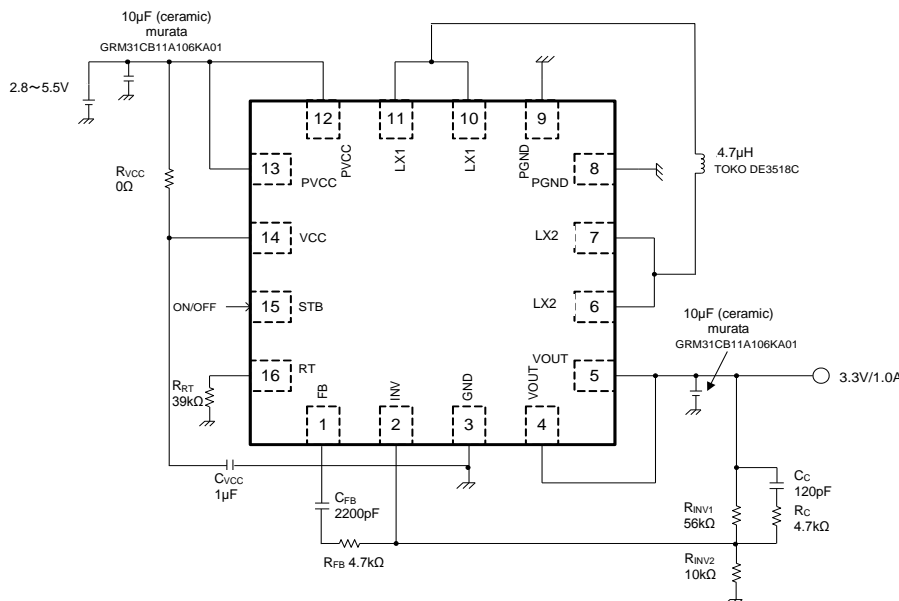 10µF (ceramic)
murata
GRM31CB11A106KA01
2.8～5.5V
12
11
10
9
PVCC
LX1
LX1
PGND
4.7µH
TOKO DE3518C
RVCC
0Ω
13
PVCC
8
PGND
14
VCC
7
LX2
ON/OFF
15
STB
6
LX2
10µF (ceramic)
murata
GRM31CB11A106KA01
16
RT
5
VOUT
3.3V/1.0A
RRT
39kΩ
FB
INV
GND
VOUT
1
2
3
4
CVCC
1µF
CFB
2200pF
RFB 4.7kΩ
RINV1
56kΩ
CC
120pF
RC
4.7kΩ
RINV2
10kΩ